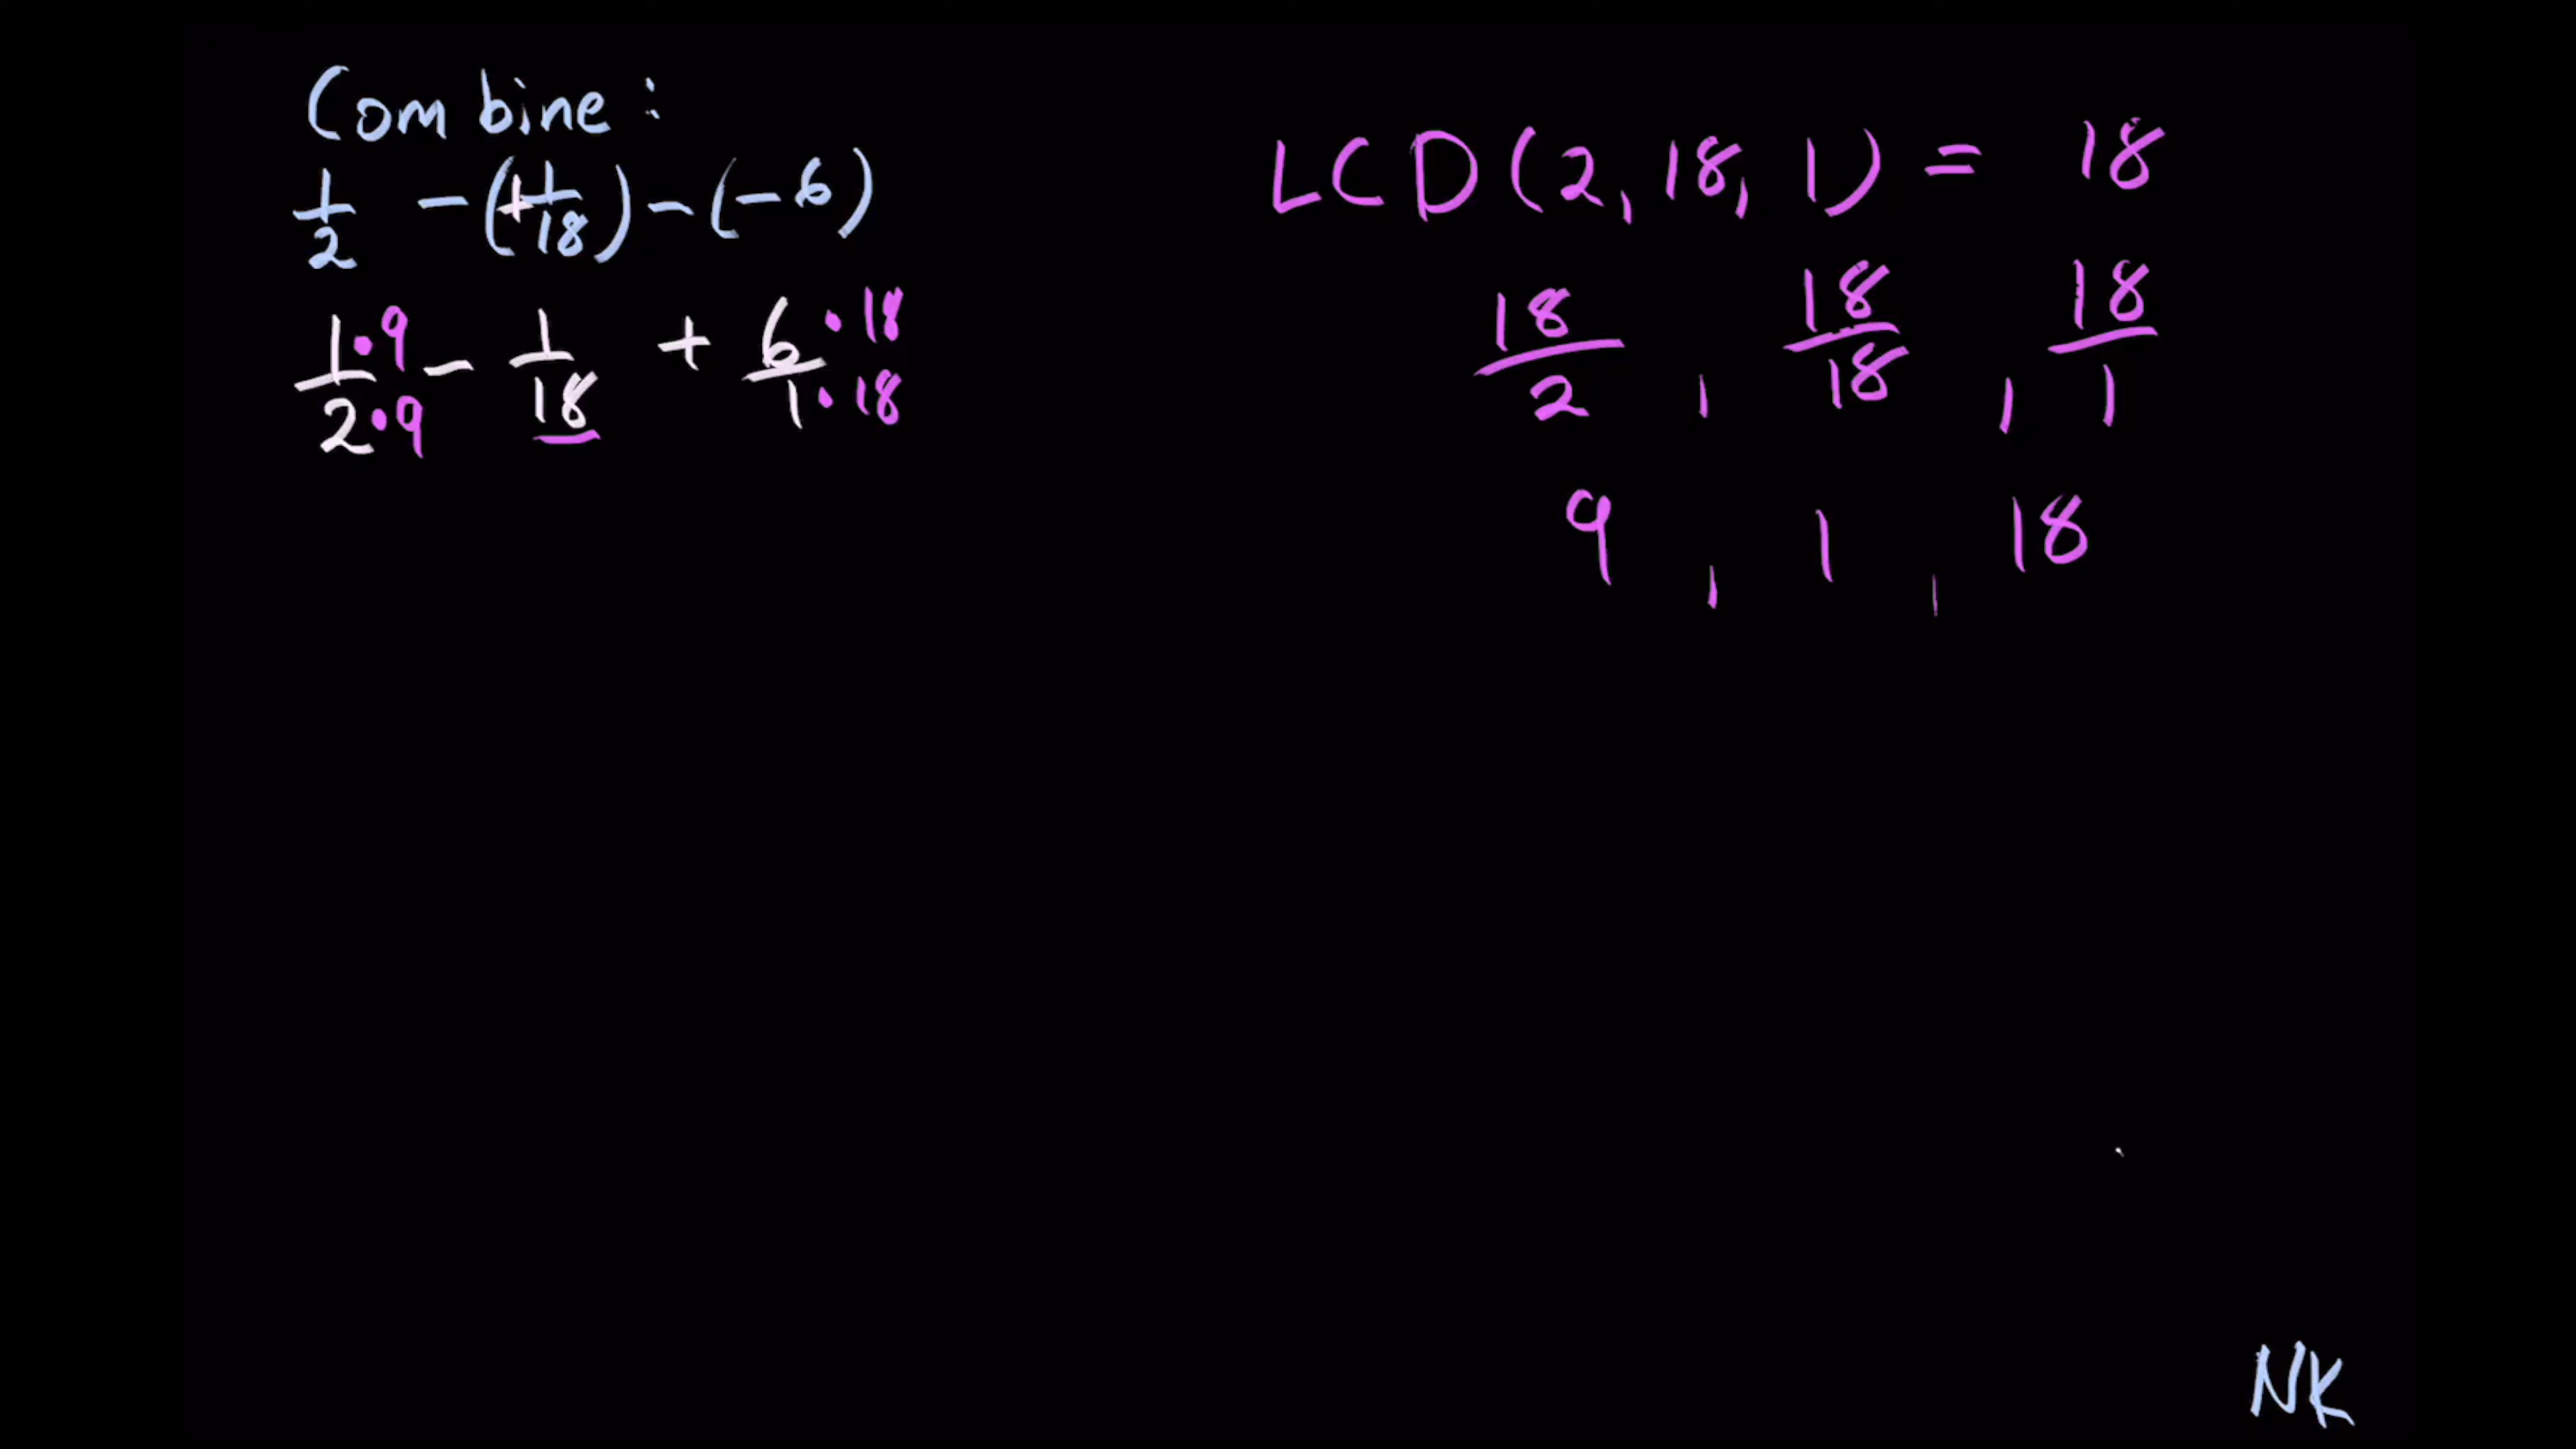 Combine:
1/2 - (+1/18) - (-6)
1·9/2·9 - 1/18 + 6·18/1·18
LCD(2, 18, 1) = 18
18/2 , 18/18 , 18/1
9 , 1 , 18
NK